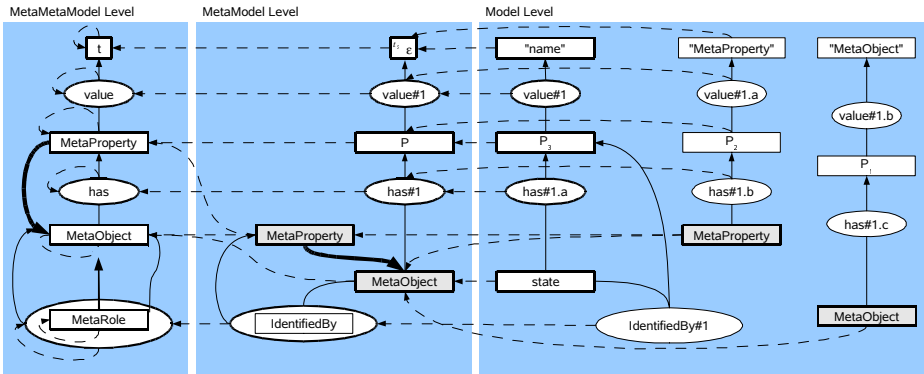 MetaMetaModel Level
MetaMetaModel Level
Model Level
t
ε
"name"
"MetaProperty"
"MetaObject"
value
value#1
value#1
value#1.a
value#1.b
MetaProperty
P
P3
P2
P1
has
has#1
has#1.a
has#1.b
has#1.c
MetaObject
MetaProperty
MetaProperty
MetaObject
state
MetaRole
IdentifiedBy
IdentifiedBy#1
MetaObject